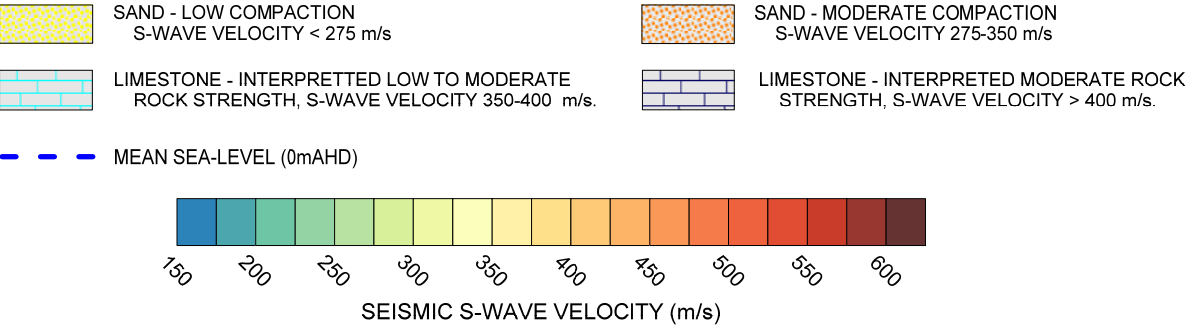 SAND - LOW COMPACTION
S-WAVE VELOCITY < 275 m/s
SAND - MODERATE COMPACTION
S-WAVE VELOCITY 275-350 m/s
LIMESTONE - INTERPRETTED LOW TO MODERATE
ROCK STRENGTH, S-WAVE VELOCITY 350-400 m/s.
LIMESTONE - INTERPRETED MODERATE ROCK
STRENGTH, S-WAVE VELOCITY > 400 m/s.
MEAN SEA-LEVEL (0mAHD)
150 200 250 300 350 400 450 500 550 600
SEISMIC S-WAVE VELOCITY (m/s)